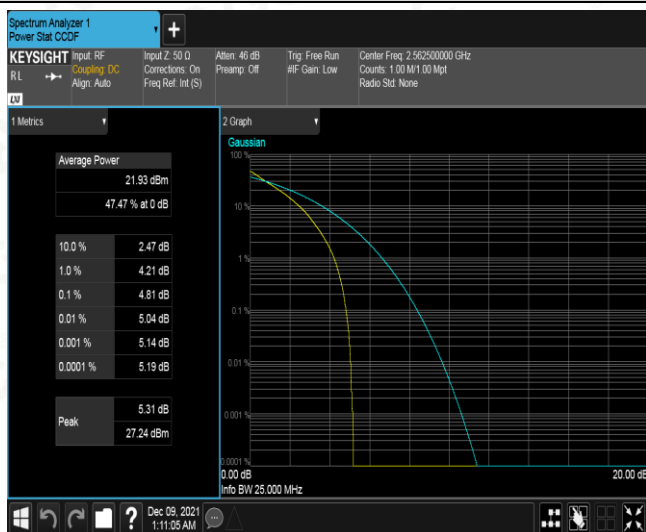 Spectrum Analyzer 1
Power Stat CCDF
+
KEYSIGHT
RL
LXI
Input: RF
Coupling: DC
Align: Auto
Input Z: 50 Ω
Corrections: On
Freq Ref: Int (S)
Atten: 46 dB
Preamp: Off
Trig: Free Run
#IF Gain: Low
Center Freq: 2.562500000 GHz
Counts: 1.00 M/1.00 Mpt
Radio Std: None
1 Metrics
Average Power
21.93 dBm
47.47 % at 0 dB
10.0 % 2.47 dB
1.0 % 4.21 dB
0.1 % 4.81 dB
0.01 % 5.04 dB
0.001 % 5.14 dB
0.0001 % 5.19 dB
Peak
5.31 dB
27.24 dBm
2 Graph
Gaussian
100 %
10 %
1 %
0.1 %
0.01 %
0.001 %
0.0001 %
0.00 dB 20.00 dB
Info BW 25.000 MHz
?
Dec 09, 2021
1:11:05 AM